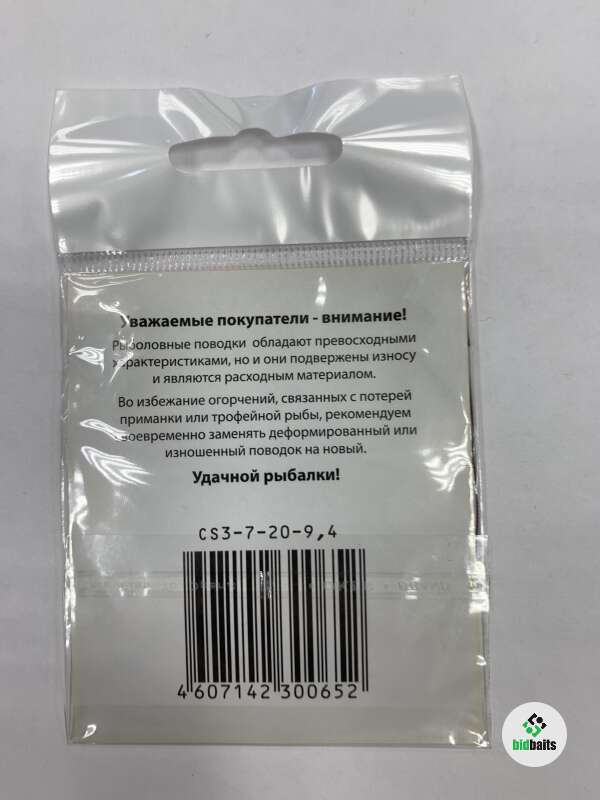 Уважаемые покупатели - внимание!
Рыболовные поводки обладают превосходными
характеристиками, но и они подвержены износу
и являются расходным материалом.
Во избежание огорчений, связанных с потерей
приманки или трофейной рыбы, рекомендуем
своевременно заменять деформированный или
изношенный поводок на новый.
Удачной рыбалки!
CS3-7-20-9,4
4 607142 300652
bidbaits